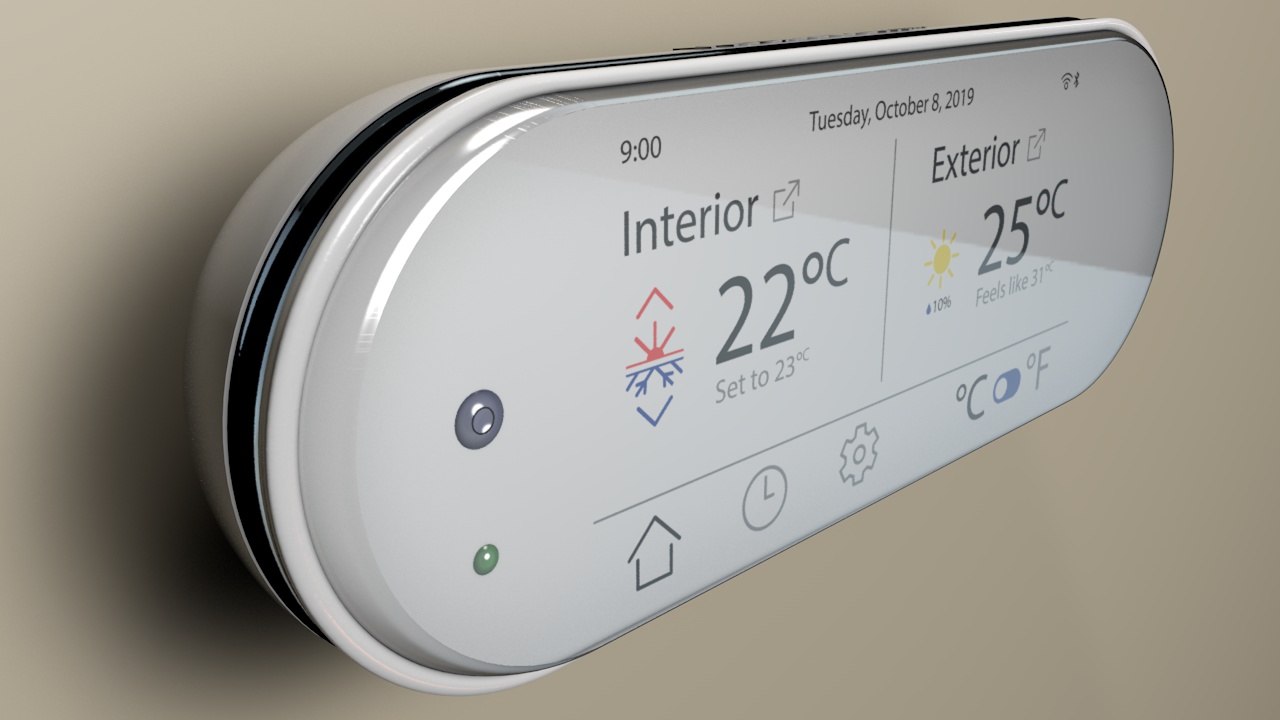 Tuesday, October 8, 2019
9:00
Interior
22°C
Set to 23°C
Exterior
25°C
10%
Feels like 31°C
°C °F